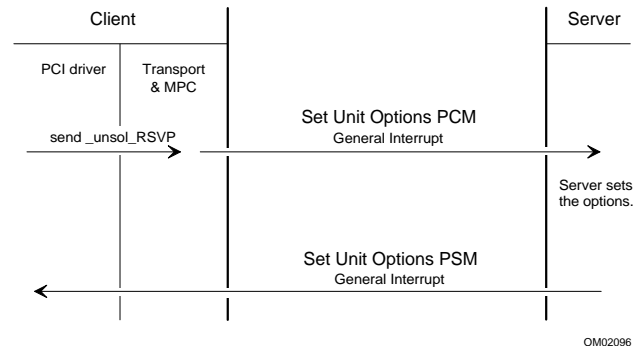 Client
Server
PCI driver
Transport
& MPC
send _unsol_RSVP
Set Unit Options PCM
General Interrupt
Server sets
the options.
Set Unit Options PSM
General Interrupt
OM02096